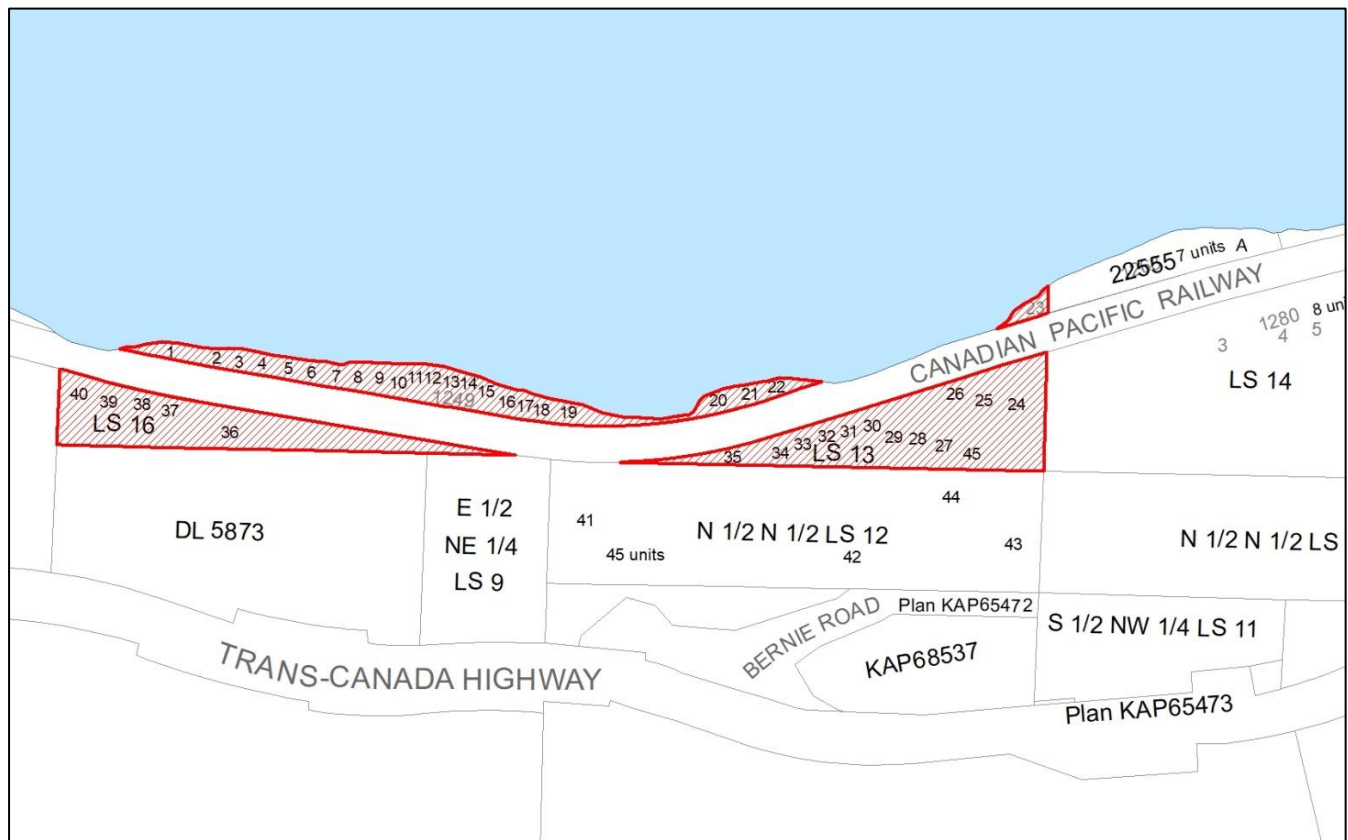 22555
7 units A
CANADIAN PACIFIC RAILWAY
23
1280 8 uni
3 4 5
LS 14
1 2 3 4 5 6 7 8 9 10 11 12 13 14 15 16 17 18 19
1249
20 21 22
40 39 38 37
LS 16
36
26 25 24
35 34 33 32 31 30 29 28 27 45
LS 13
DL 5873
E 1/2
NE 1/4
LS 9
41
45 units
N 1/2 N 1/2 LS 12
42
44
43
N 1/2 N 1/2 LS
BERNIE ROAD
Plan KAP65472
KAP68537
S 1/2 NW 1/4 LS 11
TRANS-CANADA HIGHWAY
Plan KAP65473